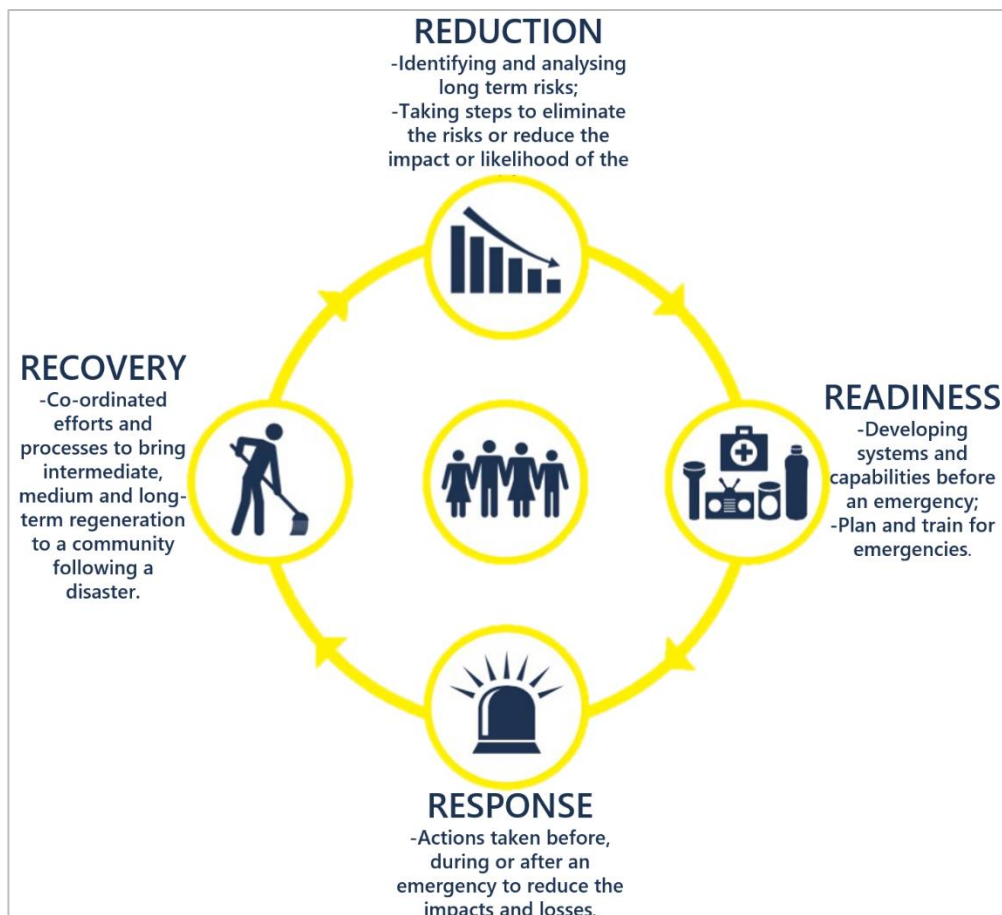 REDUCTION
-Identifying and analysing
long term risks;
-Taking steps to eliminate
the risks or reduce the
impact or likelihood of the
RECOVERY
-Co-ordinated
efforts and
processes to bring
intermediate,
medium and long-
term regeneration
to a community
following a
disaster.
READINESS
-Developing
systems and
capabilities before
an emergency;
-Plan and train for
emergencies.
RESPONSE
-Actions taken before,
during or after an
emergency to reduce the
impacts and losses.